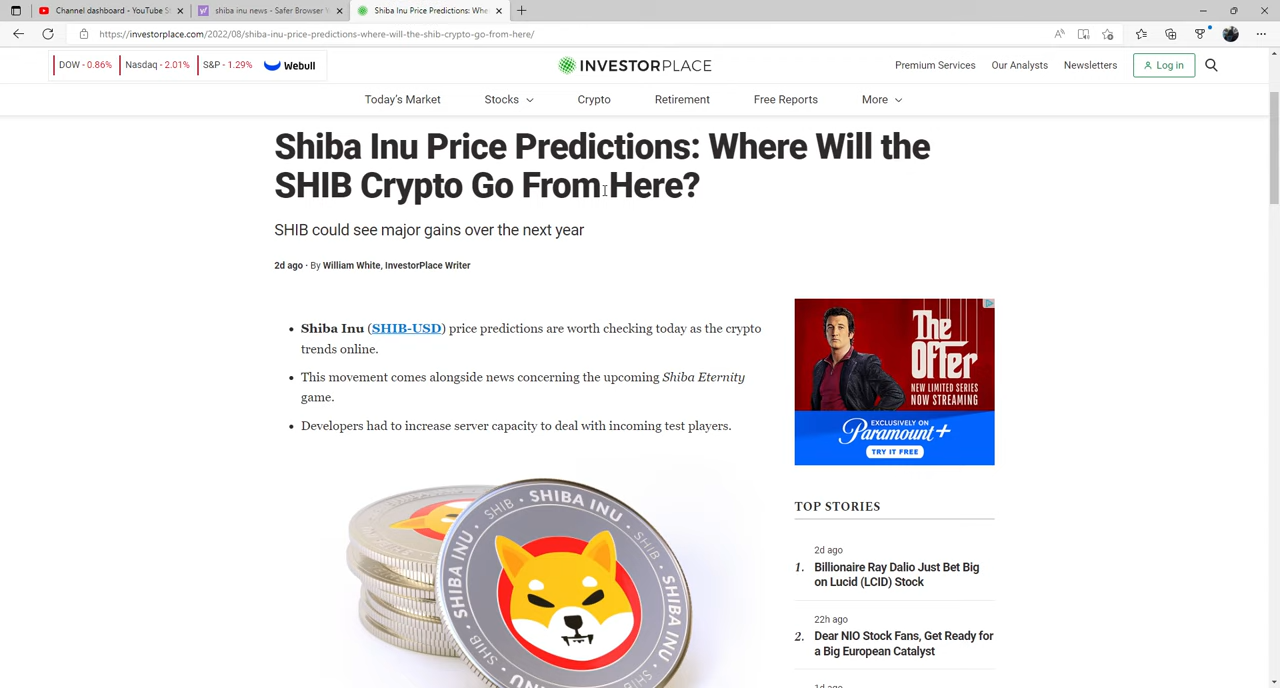 Channel dashboard - YouTube S
shiba inu news - Safer Browser
Shiba Inu Price Predictions: Whe
https://investorplace.com/2022/08/shiba-inu-price-predictions-where-will-the-shib-crypto-go-from-here/
DOW - 0.86%
Nasdaq - 2.01%
S&P - 1.29%
Webull
INVESTORPLACE
Premium Services
Our Analysts
Newsletters
Log in
Today's Market
Stocks
Crypto
Retirement
Free Reports
More
Shiba Inu Price Predictions: Where Will the
SHIB Crypto Go From Here?
SHIB could see major gains over the next year
2d ago · By William White, InvestorPlace Writer
• Shiba Inu (SHIB-USD) price predictions are worth checking today as the crypto
trends online.
• This movement comes alongside news concerning the upcoming Shiba Eternity
game.
• Developers had to increase server capacity to deal with incoming test players.
SHIBA INU · SHIB · SHIBA INU · SHIB · SHIBA INU · SHIB
The
Offer
NEW LIMITED SERIES
NOW STREAMING
EXCLUSIVELY ON
Paramount+
TRY IT FREE
TOP STORIES
2d ago
1. Billionaire Ray Dalio Just Bet Big
on Lucid (LCID) Stock
22h ago
2. Dear NIO Stock Fans, Get Ready for
a Big European Catalyst